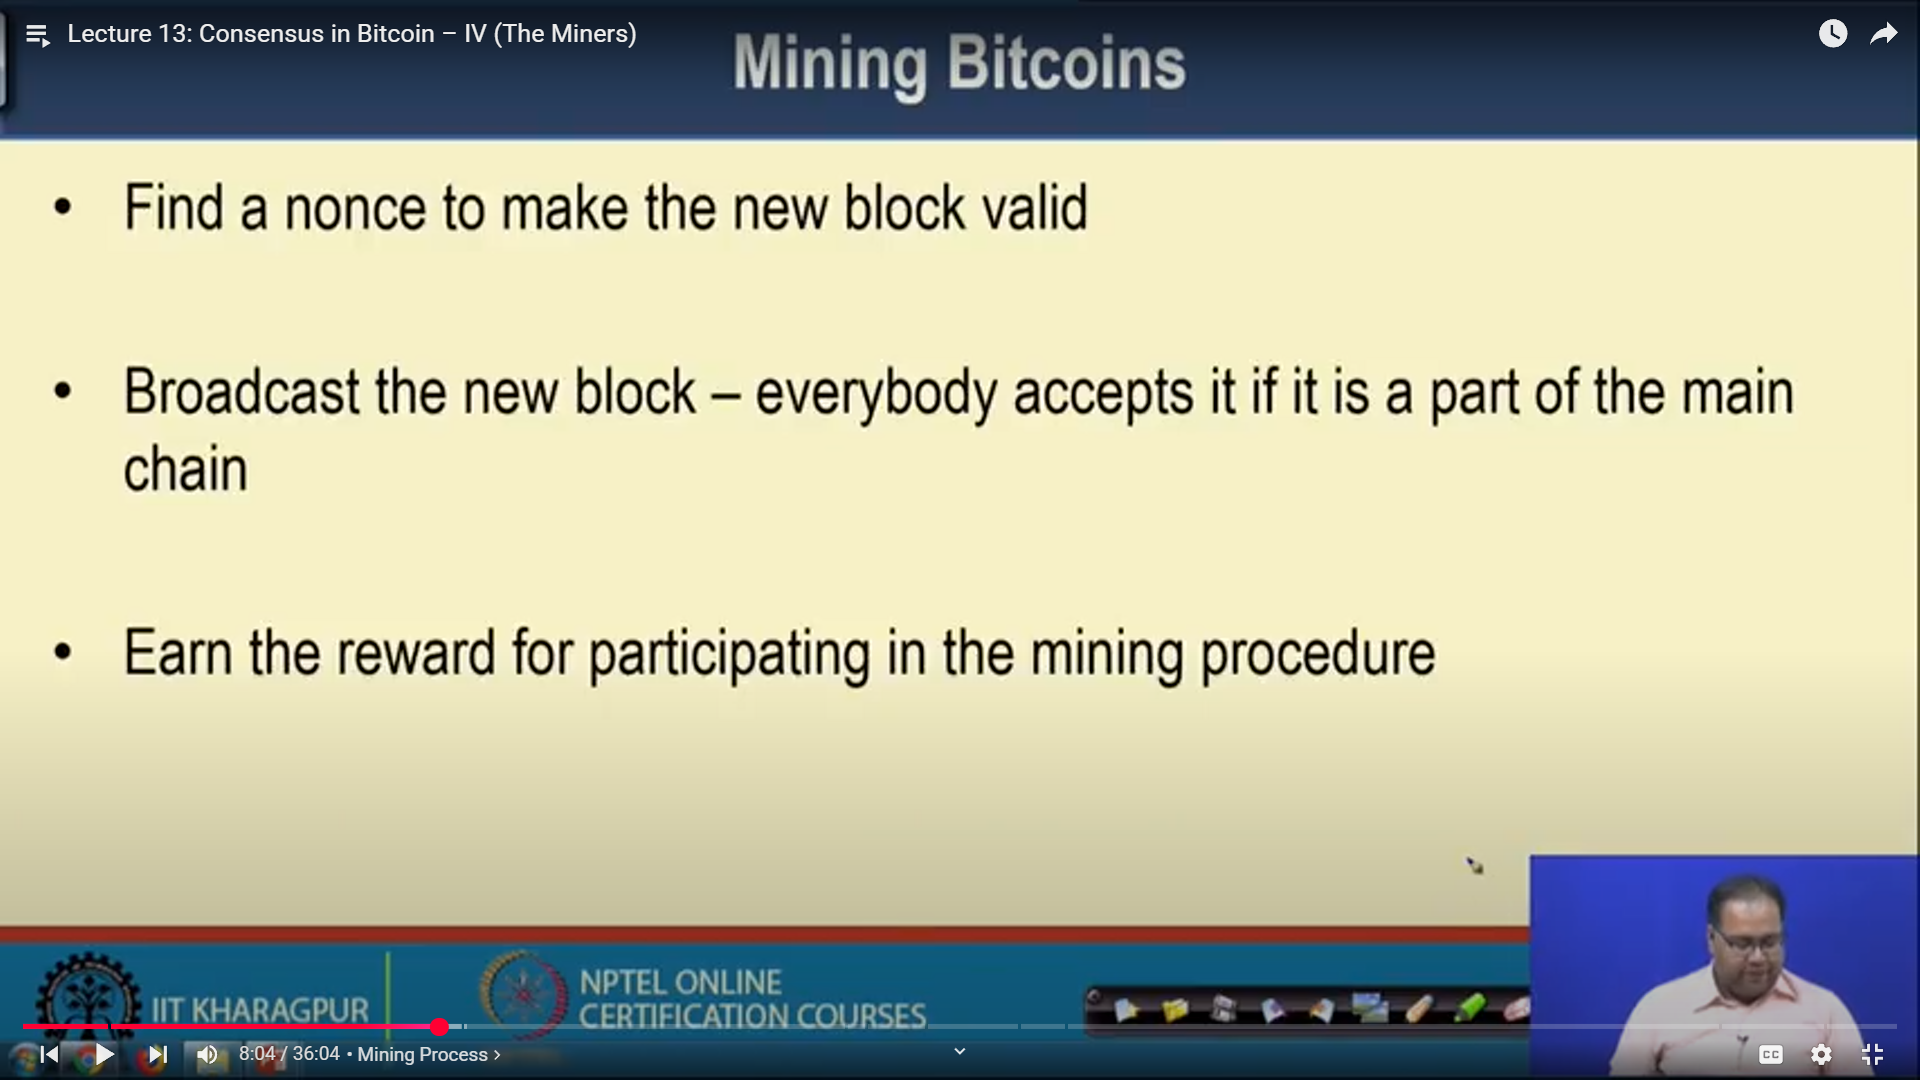 Lecture 13: Consensus in Bitcoin – IV (The Miners)
Mining Bitcoins
• Find a nonce to make the new block valid
• Broadcast the new block – everybody accepts it if it is a part of the main
chain
• Earn the reward for participating in the mining procedure
IIT KHARAGPUR
NPTEL ONLINE
CERTIFICATION COURSES
8:04 / 36:04 • Mining Process ›
CC